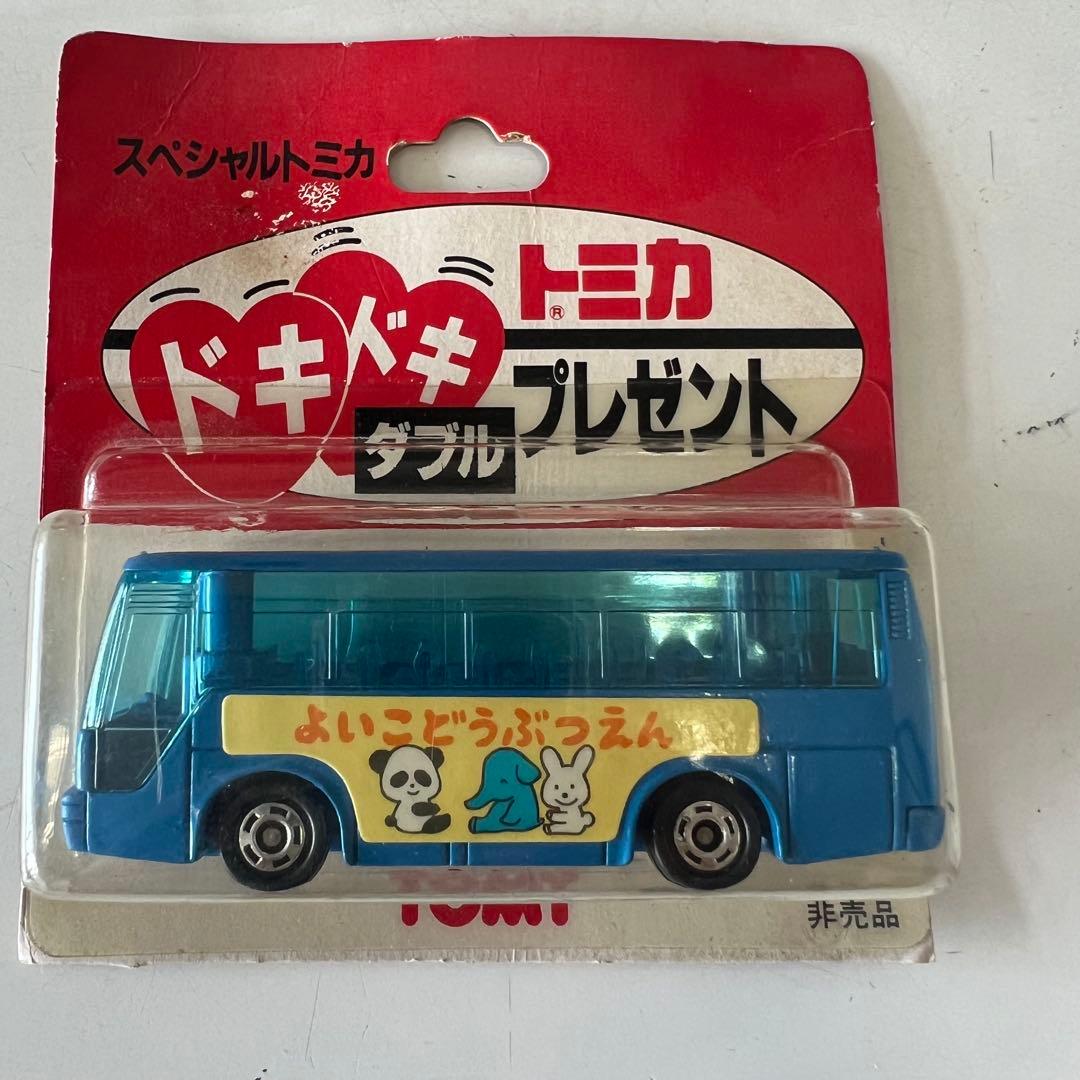 スペシャルトミカ
トミカ
®
ドキドキ
ダブル
プレゼント
よいこどうぶつえん
TOMY
非売品